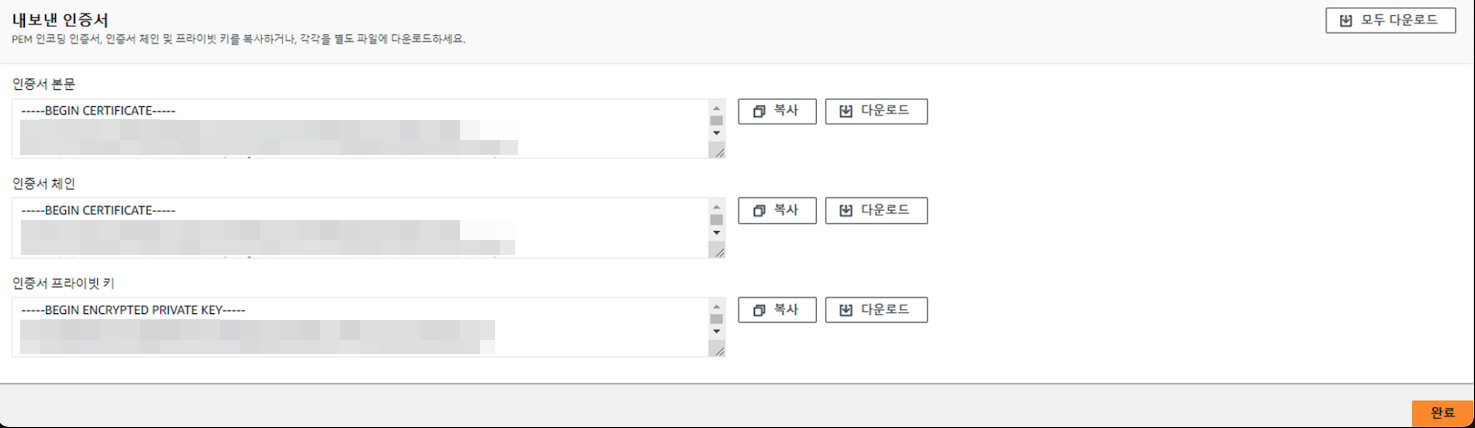 내보낸 인증서
PEM 인코딩 인증서, 인증서 체인 및 프라이빗 키를 복사하거나, 각각을 별도 파일에 다운로드하세요.
모두 다운로드
인증서 본문
-----BEGIN CERTIFICATE-----
복사
다운로드
인증서 체인
-----BEGIN CERTIFICATE-----
복사
다운로드
인증서 프라이빗 키
-----BEGIN ENCRYPTED PRIVATE KEY-----
복사
다운로드
완료